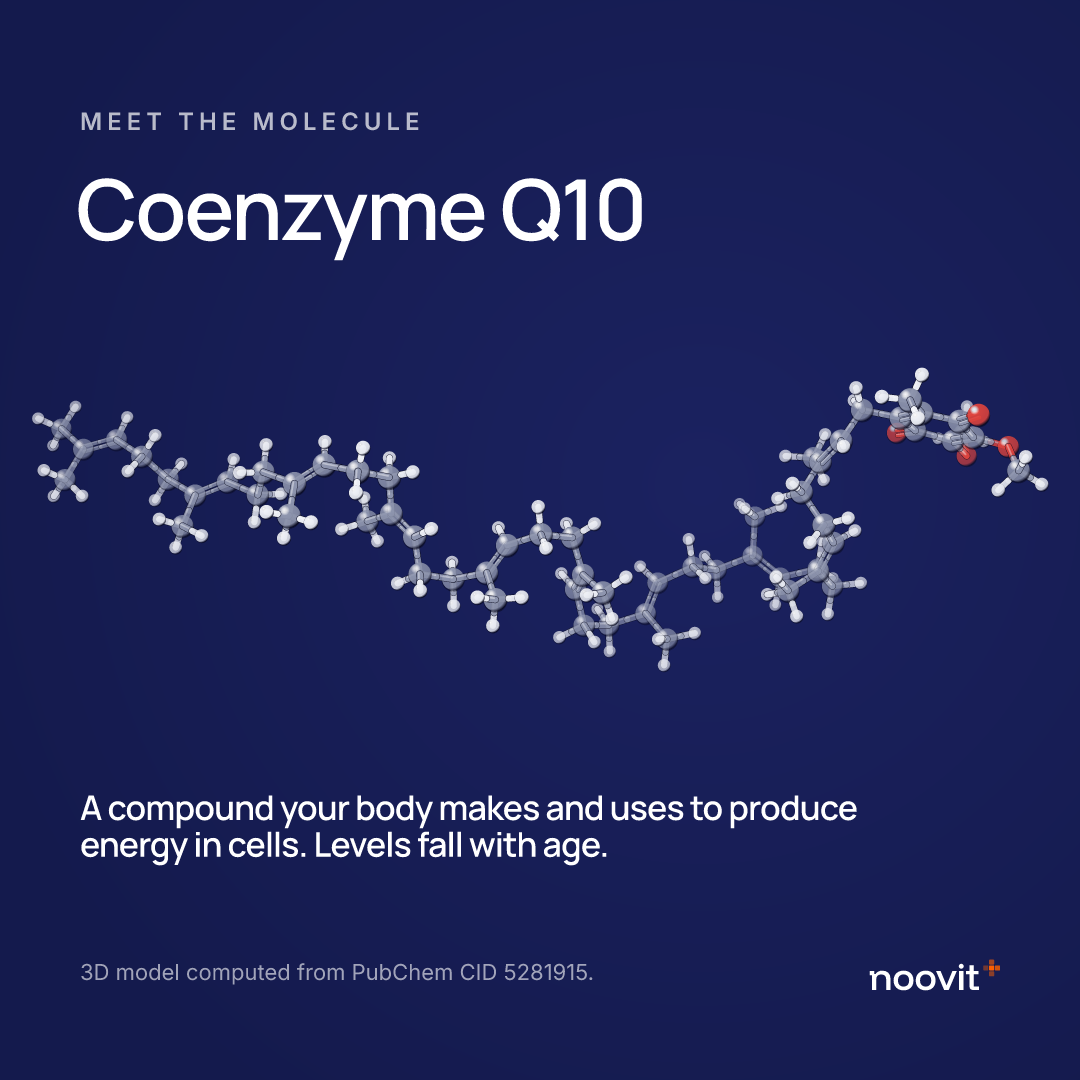 MEET THE MOLECULE
Coenzyme Q10
A compound your body makes and uses to produce
energy in cells. Levels fall with age.
3D model computed from PubChem CID 5281915.
noovit